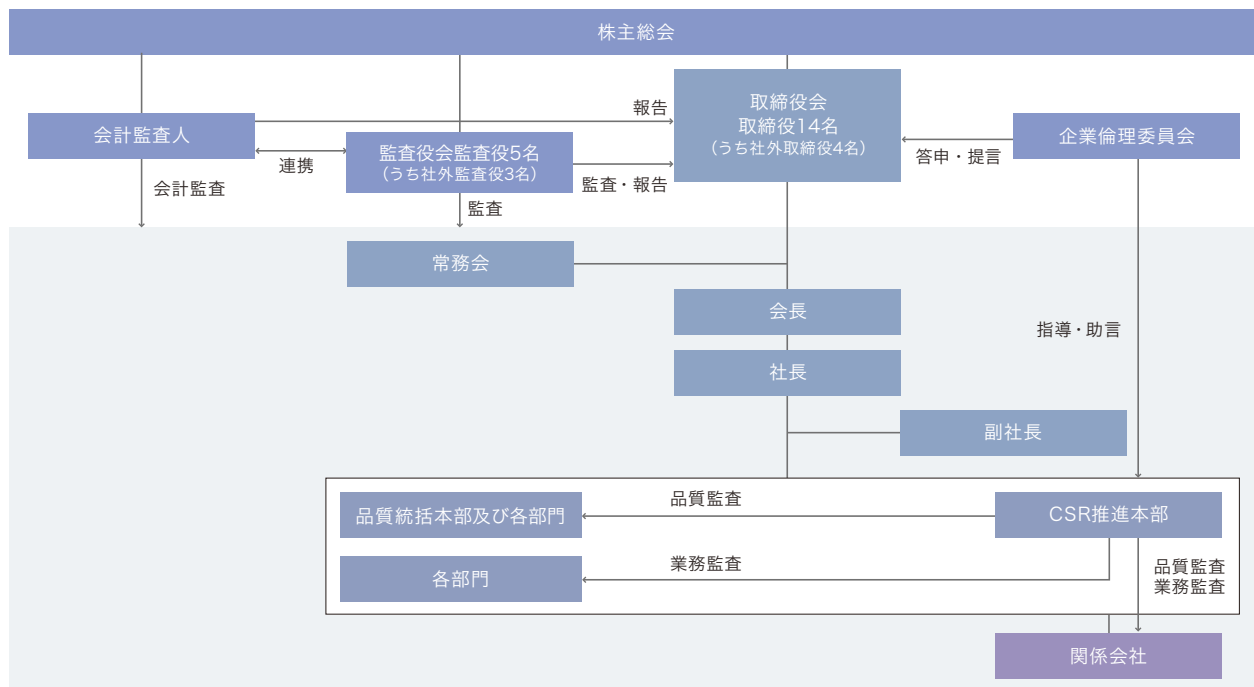 株主総会
報告
取締役会
取締役14名
（うち社外取締役4名）
会計監査人
企業倫理委員会
監査役会監査役5名
（うち社外監査役3名）
連携
答申・提言
会計監査
監査・報告
監査
常務会
会長
指導・助言
社長
副社長
品質監査
品質統括本部及び各部門
CSR推進本部
業務監査
各部門
品質監査
業務監査
関係会社